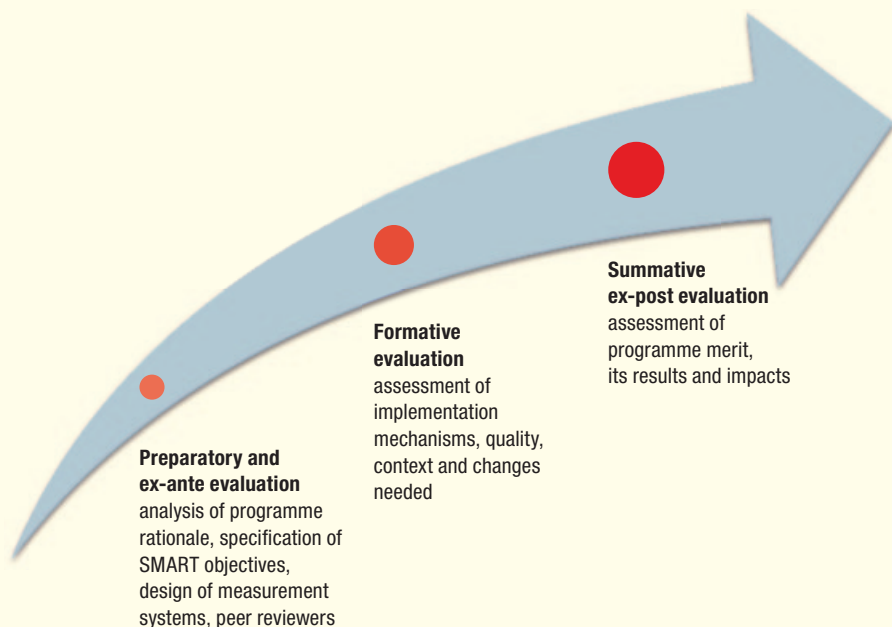 Preparatory and
ex-ante evaluation
analysis of programme
rationale, specification of
SMART objectives,
design of measurement
systems, peer reviewers
Formative
evaluation
assessment of
implementation
mechanisms, quality,
context and changes
needed
Summative
ex-post evaluation
assessment of
programme merit,
its results and impacts